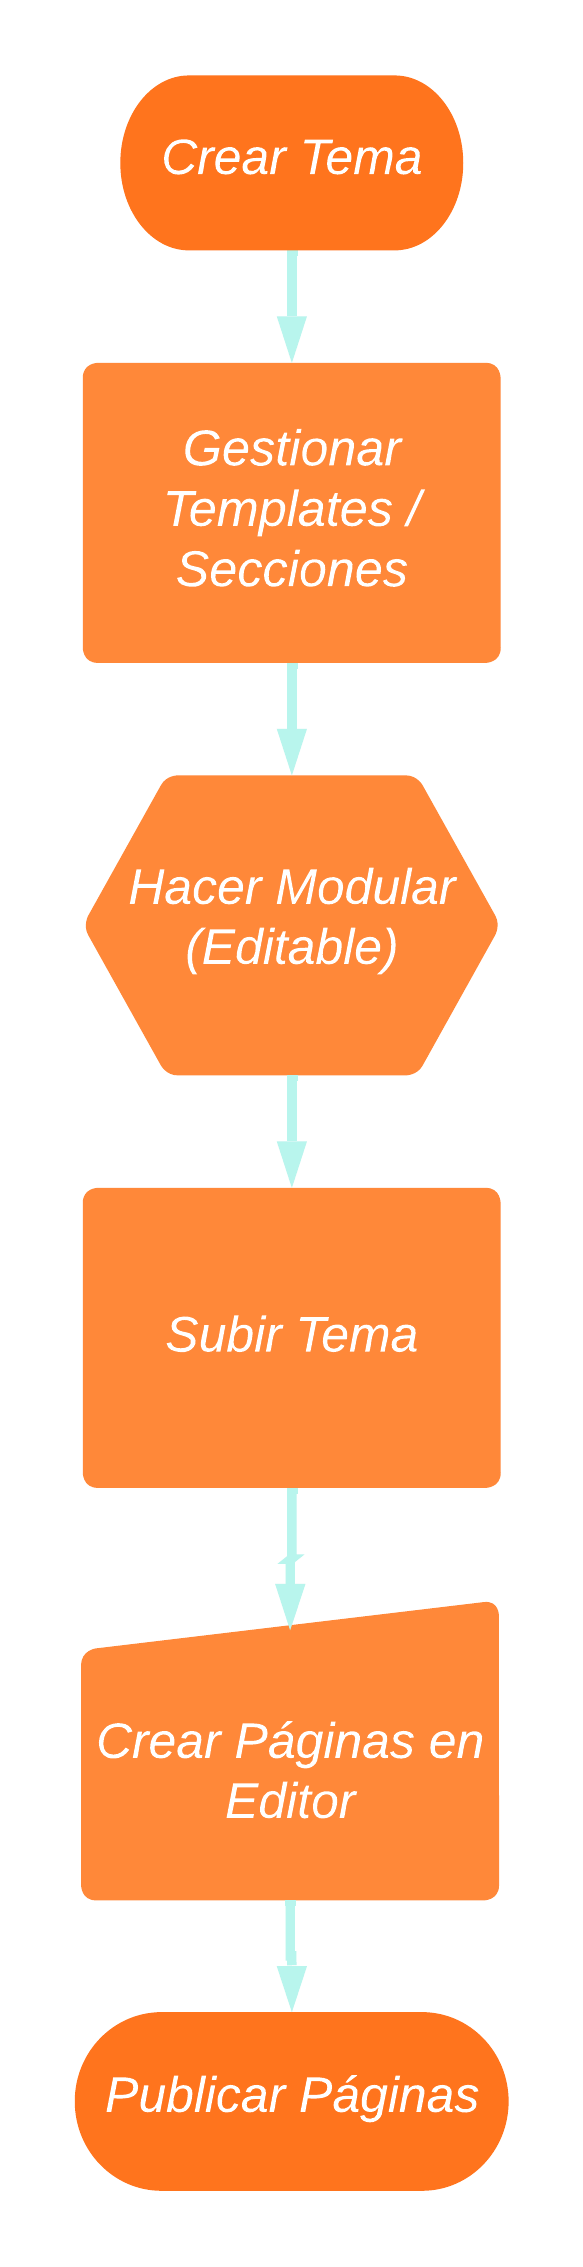 Crear Tema
Gestionar
Templates /
Secciones
Hacer Modular
(Editable)
Subir Tema
Crear Páginas en
Editor
Publicar Páginas